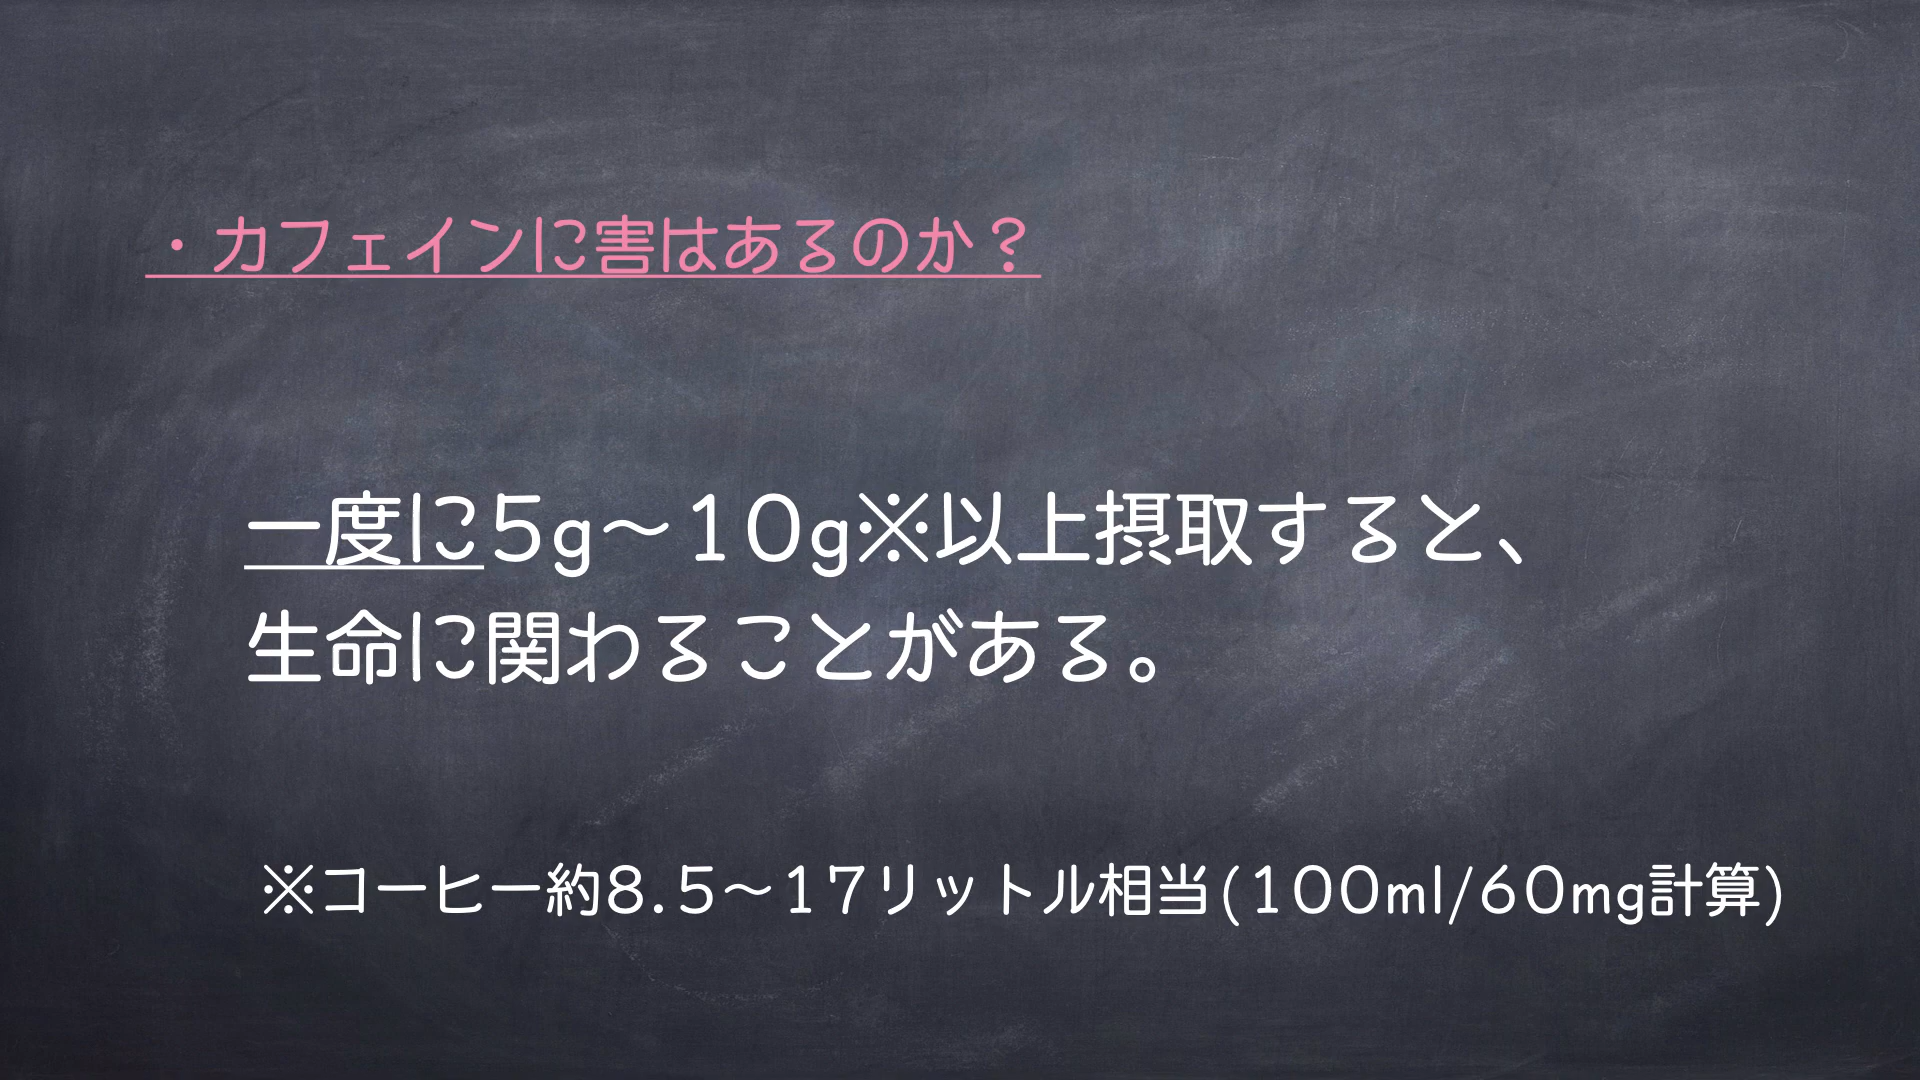 ・カフェインに害はあるのか？
一度に5g〜10g※以上摂取すると、
生命に関わることがある。
※コーヒー約8.5〜17リットル相当(100ml/60mg計算)